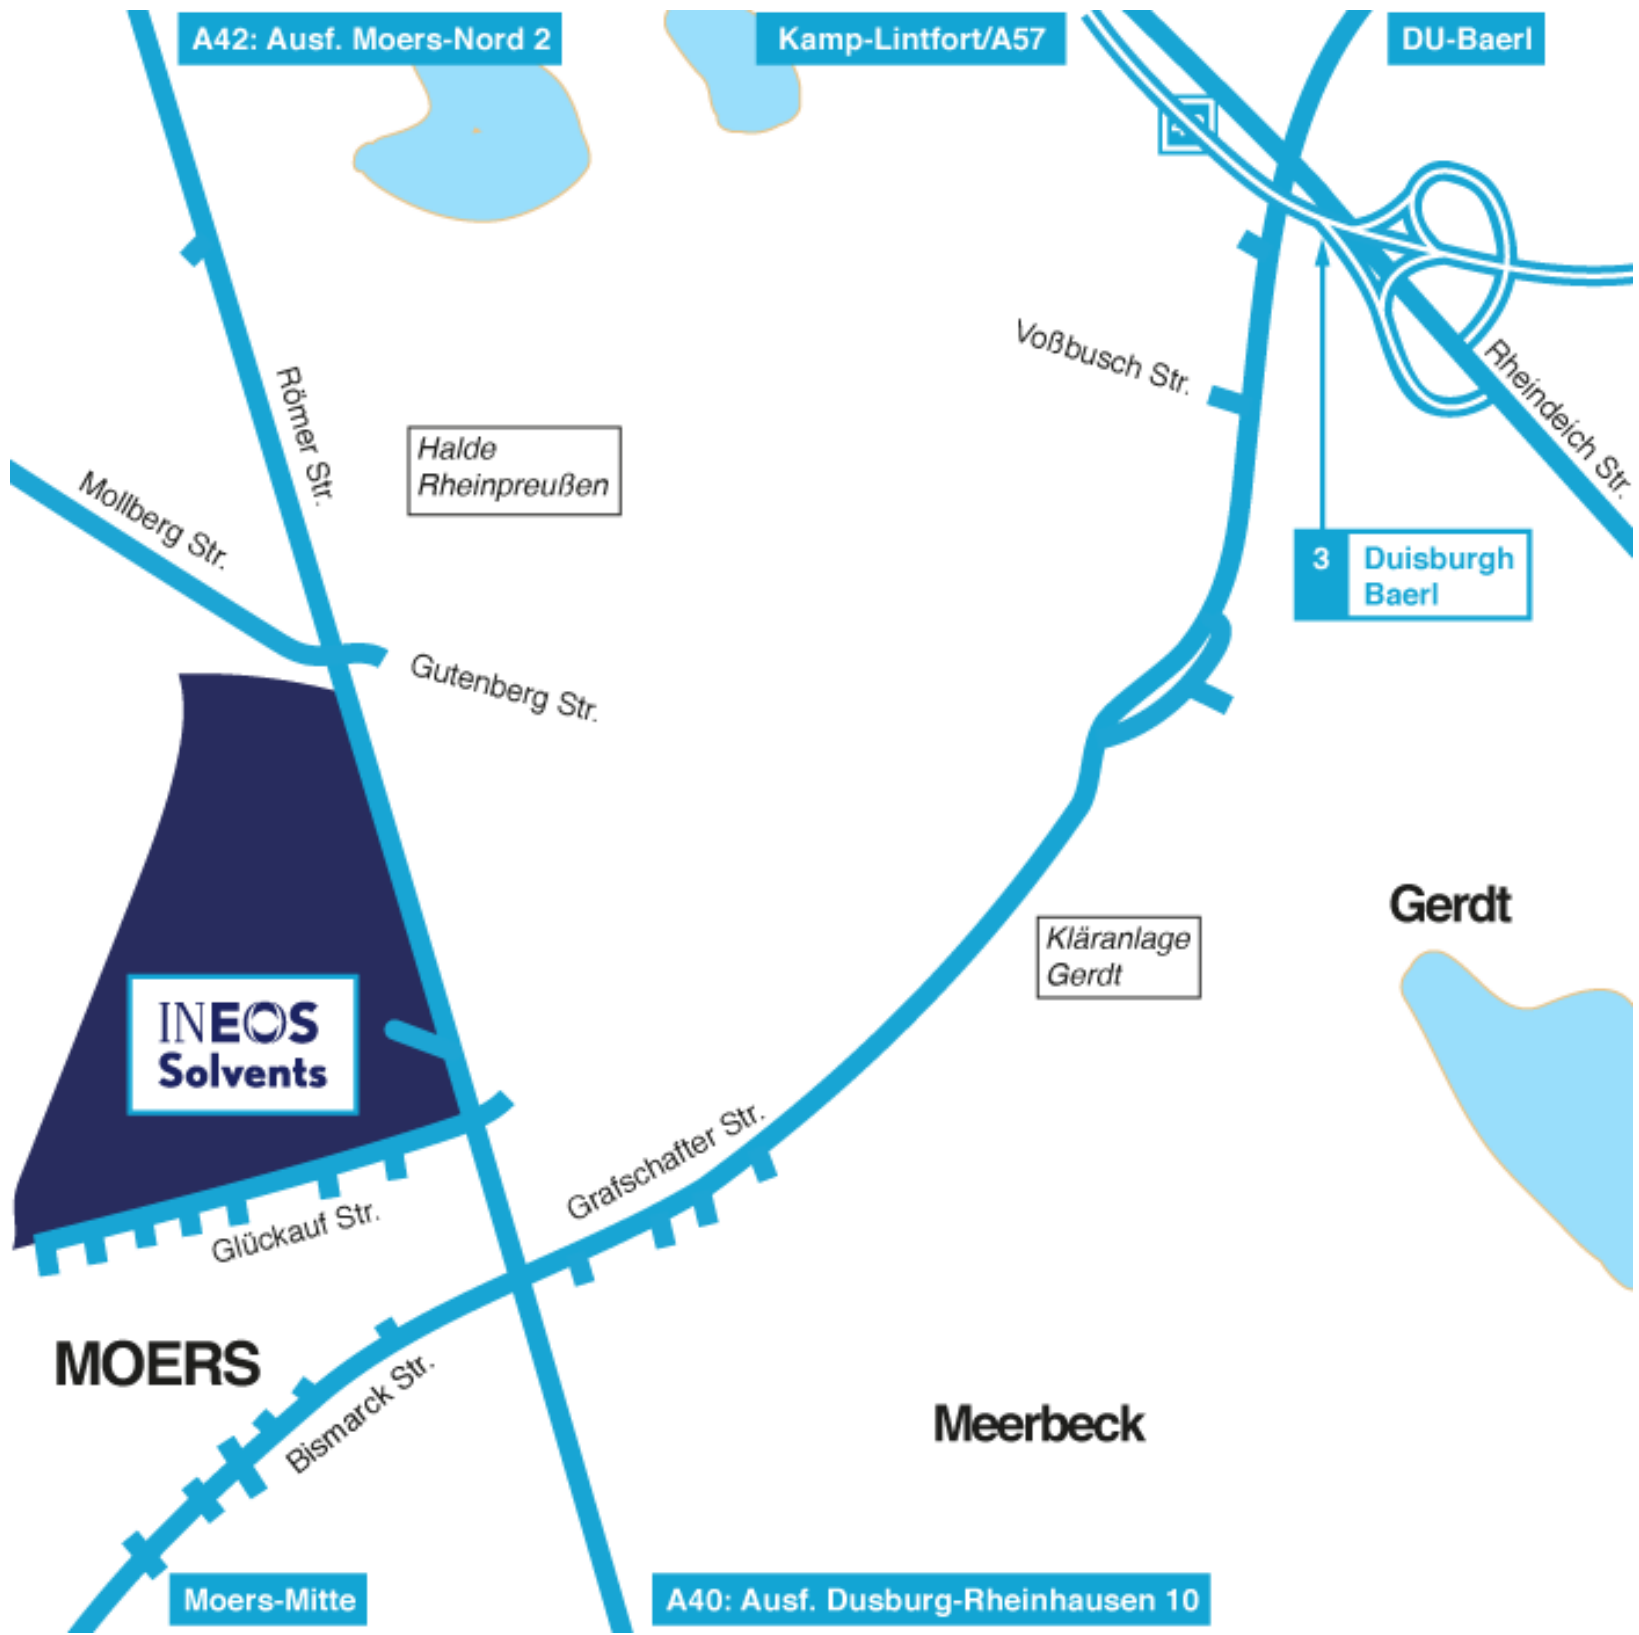 A42: Ausf. Moers-Nord 2
Kamp-Lintfort/A57
DU-Baerl
Voßbusch Str.
Rheindeich Str.
Römer Str.
Halde
Rheinpreußen
Mollberg Str.
3
Duisburgh
Baerl
Gutenberg Str.
Gerdt
Kläranlage
Gerdt
INEOS
Solvents
Grafschafter Str.
Glückauf Str.
MOERS
Bismarck Str.
Meerbeck
Moers-Mitte
A40: Ausf. Dusburg-Rheinhausen 10